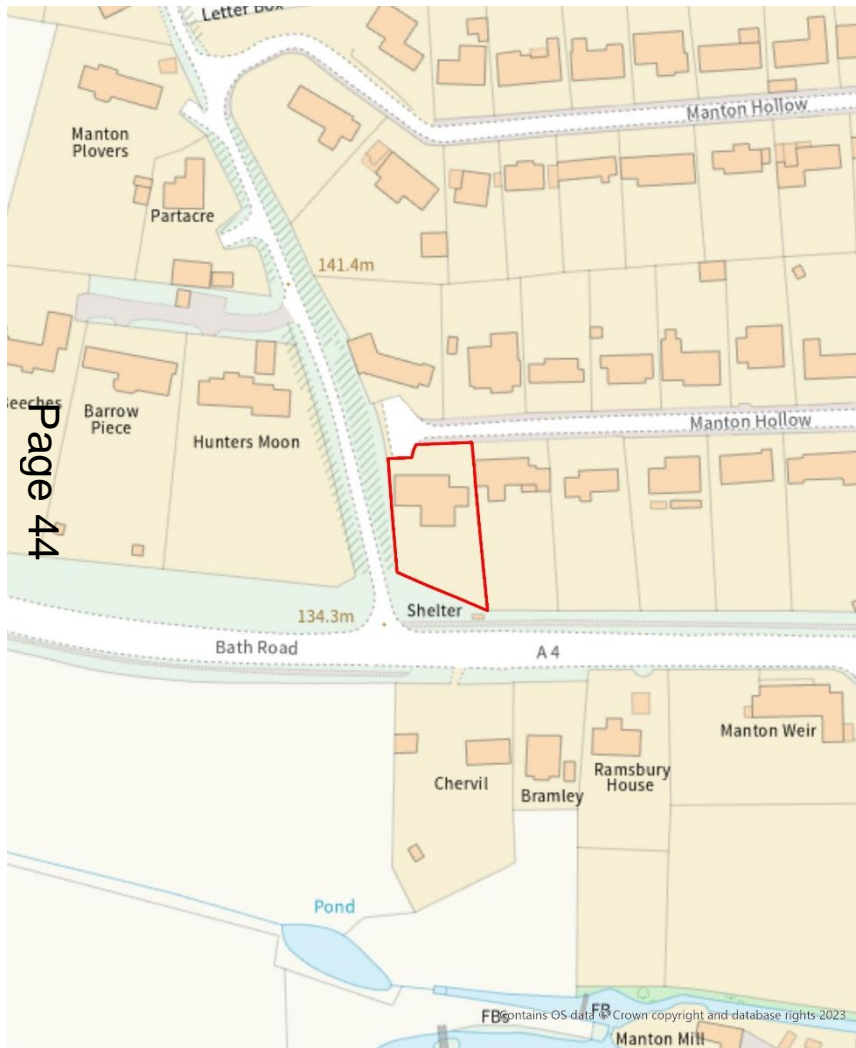 Letter Box
Manton Hollow
Manton
Plovers
Partacre
141.4m
Beeches
Barrow
Piece
Hunters Moon
Manton Hollow
Page 44
134.3m
Shelter
Bath Road
A 4
Chervil
Bramley
Ramsbury
House
Manton Weir
Pond
FBs
FB
Contains OS data © Crown copyright and database rights 2023
Manton Mill